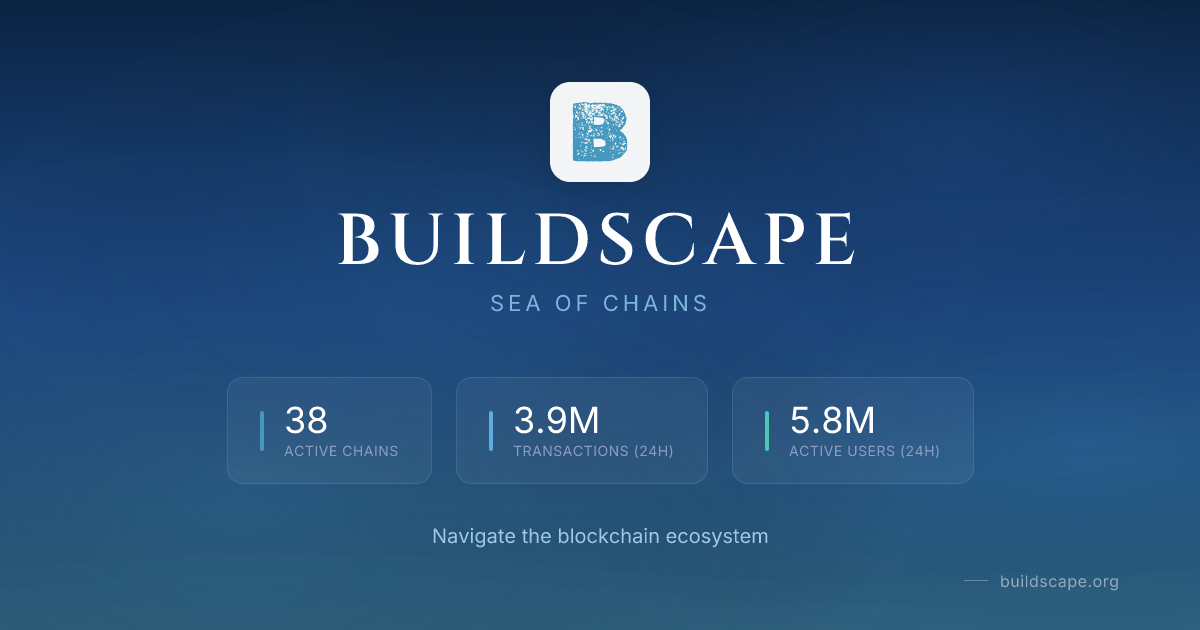 B
BUILDSCAPE
SEA OF CHAINS
38
ACTIVE CHAINS
3.9M
TRANSACTIONS (24H)
5.8M
ACTIVE USERS (24H)
Navigate the blockchain ecosystem
buildscape.org